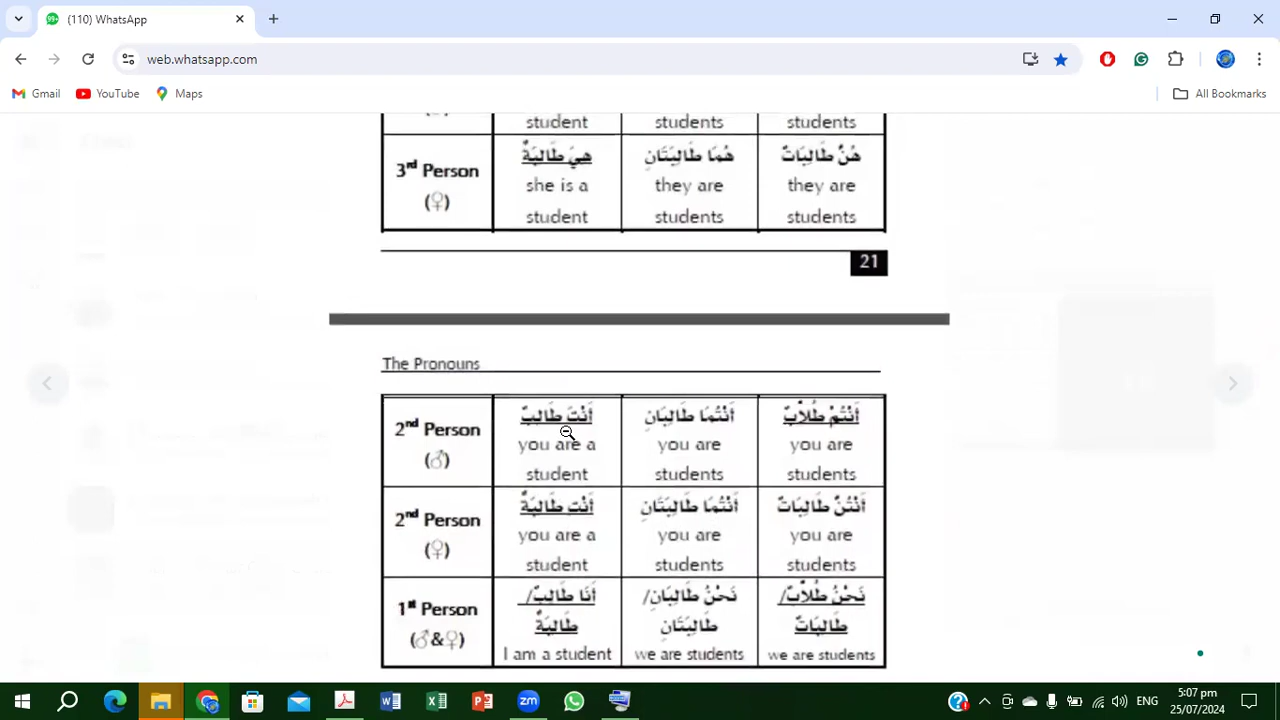 (110) WhatsApp
web.whatsapp.com
Gmail YouTube Maps All Bookmarks
student students students
3rd Person (♀)
هِيَ طَالِبَةٌ
she is a
student
هُمَا طَالِبَتَانِ
they are
students
هُنَّ طَالِبَاتٌ
they are
students
21
The Pronouns
2nd Person
(♂)
أَنْتَ طَالِبٌ
you are a
student
أَنْتُمَا طَالِبَانِ
you are
students
أَنْتُمْ طُلاَّبٌ
you are
students
2nd Person
(♀)
أَنْتِ طَالِبَةٌ
you are a
student
أَنْتُمَا طَالِبَتَانِ
you are
students
أَنْتُنَّ طَالِبَاتٌ
you are
students
1st Person
(♂&♀)
أَنَا طَالِبٌ/
طَالِبَةٌ
I am a student
نَحْنُ طَالِبَانِ/
طَالِبَتَانِ
we are students
نَحْنُ طُلاَّبٌ/
طَالِبَاتٌ
we are students
ENG
5:07 pm
25/07/2024